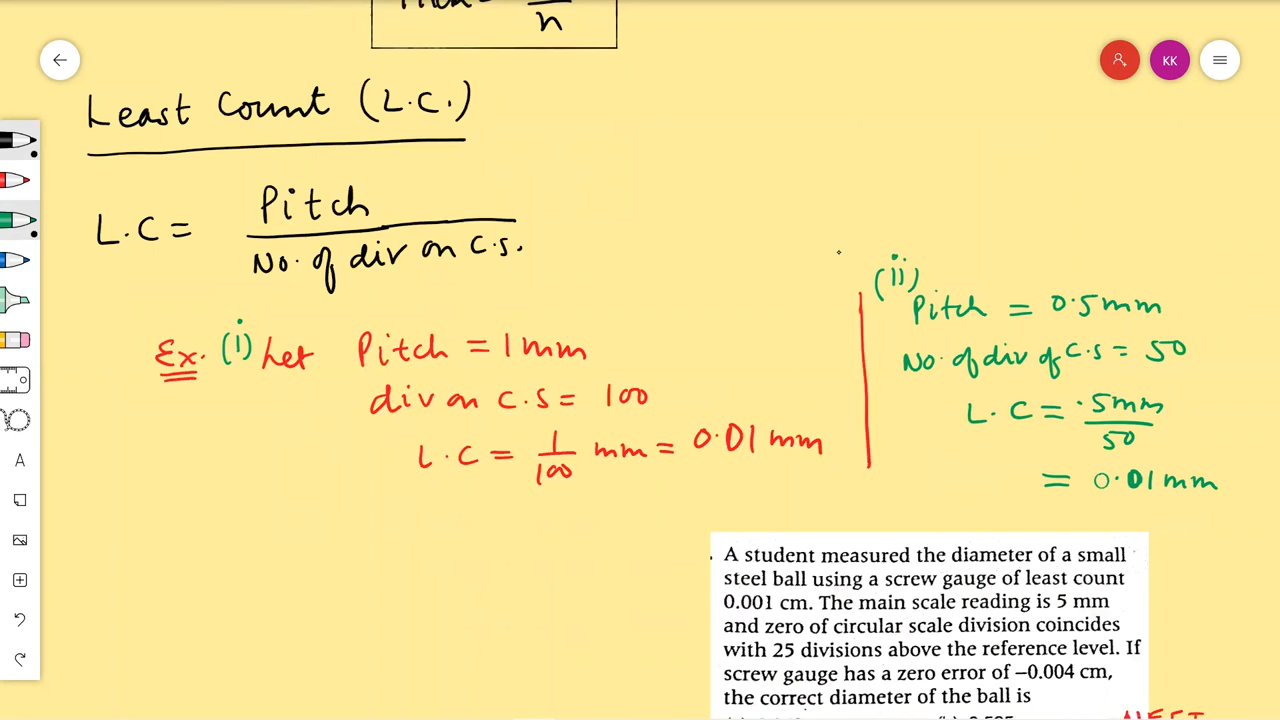 n
KK
Least Count (L.C.)
L.C = Pitch
No. of div on C.S.
Ex. (i) Let Pitch = 1 mm
div on C.S = 100
L.C = 1/100 mm = 0.01 mm
(ii)
Pitch = 0.5mm
No. of div of C.S = 50
L.C = .5mm
50
= 0.01 mm
A student measured the diameter of a small
steel ball using a screw gauge of least count
0.001 cm. The main scale reading is 5 mm
and zero of circular scale division coincides
with 25 divisions above the reference level. If
screw gauge has a zero error of −0.004 cm,
the correct diameter of the ball is
A